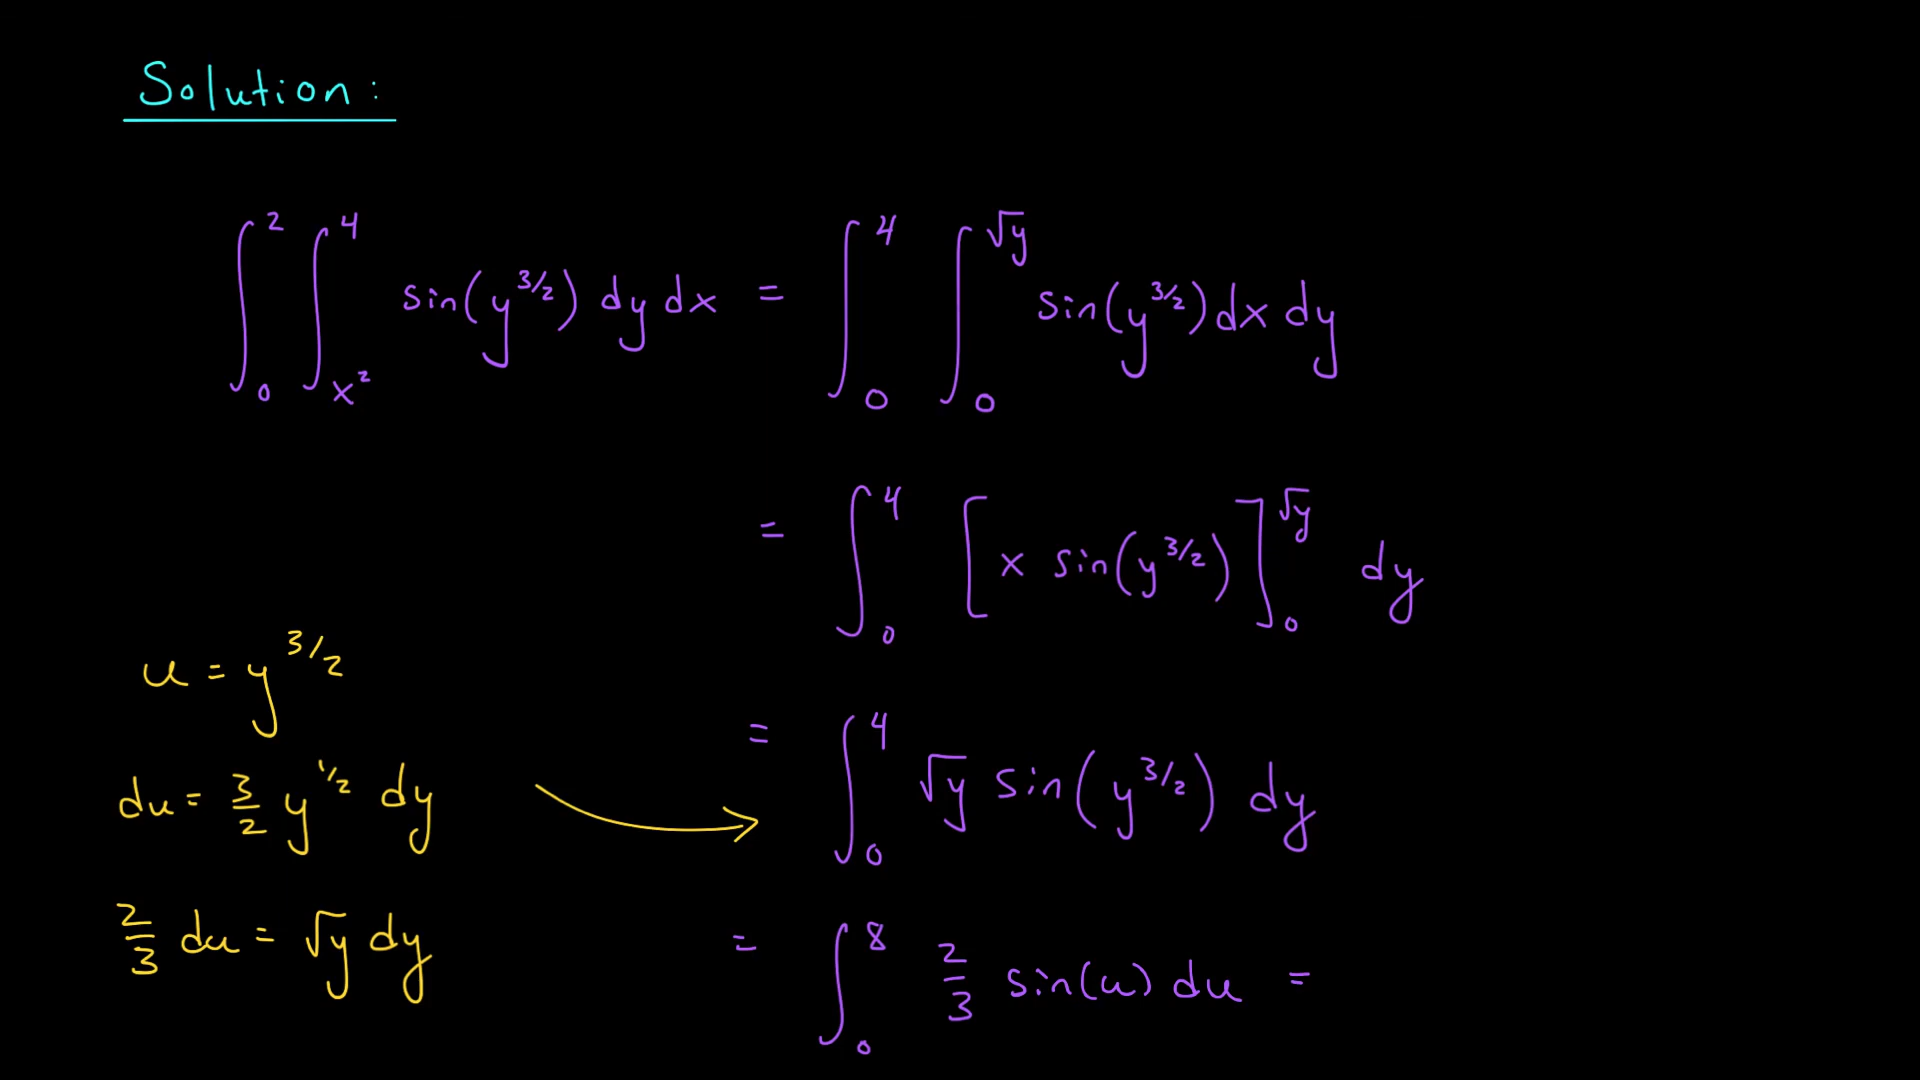 Solution:
∫₀² ∫ₓ²⁴ sin(y^{3/2}) dy dx = ∫₀⁴ ∫₀^{√y} sin(y^{3/2}) dx dy
= ∫₀⁴ [x sin(y^{3/2})]₀^{√y} dy
u = y^{3/2}
= ∫₀⁴ √y sin(y^{3/2}) dy
du = 3/2 y^{1/2} dy
2/3 du = √y dy
= ∫₀⁸ 2/3 sin(u) du =